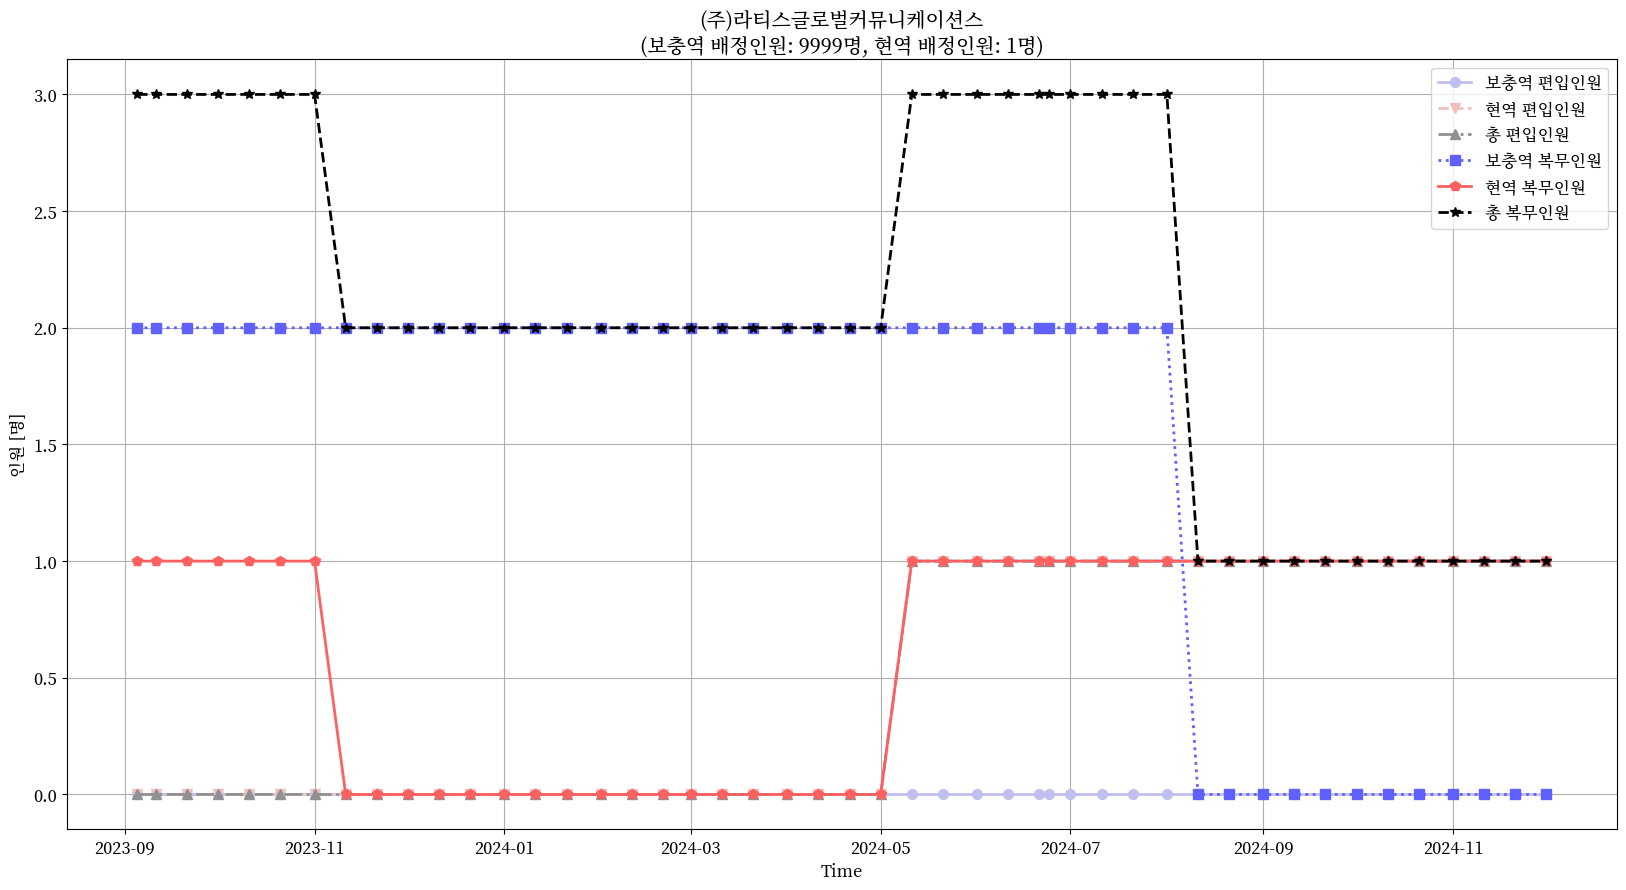 (주)라티스글로벌커뮤니케이션스
(보충역 배정인원: 9999명, 현역 배정인원: 1명)
보충역 편입인원
현역 편입인원
총 편입인원
보충역 복무인원
현역 복무인원
총 복무인원
인원 [명]
3.0
2.5
2.0
1.5
1.0
0.5
0.0
2023-09 2023-11 2024-01 2024-03 2024-05 2024-07 2024-09 2024-11
Time